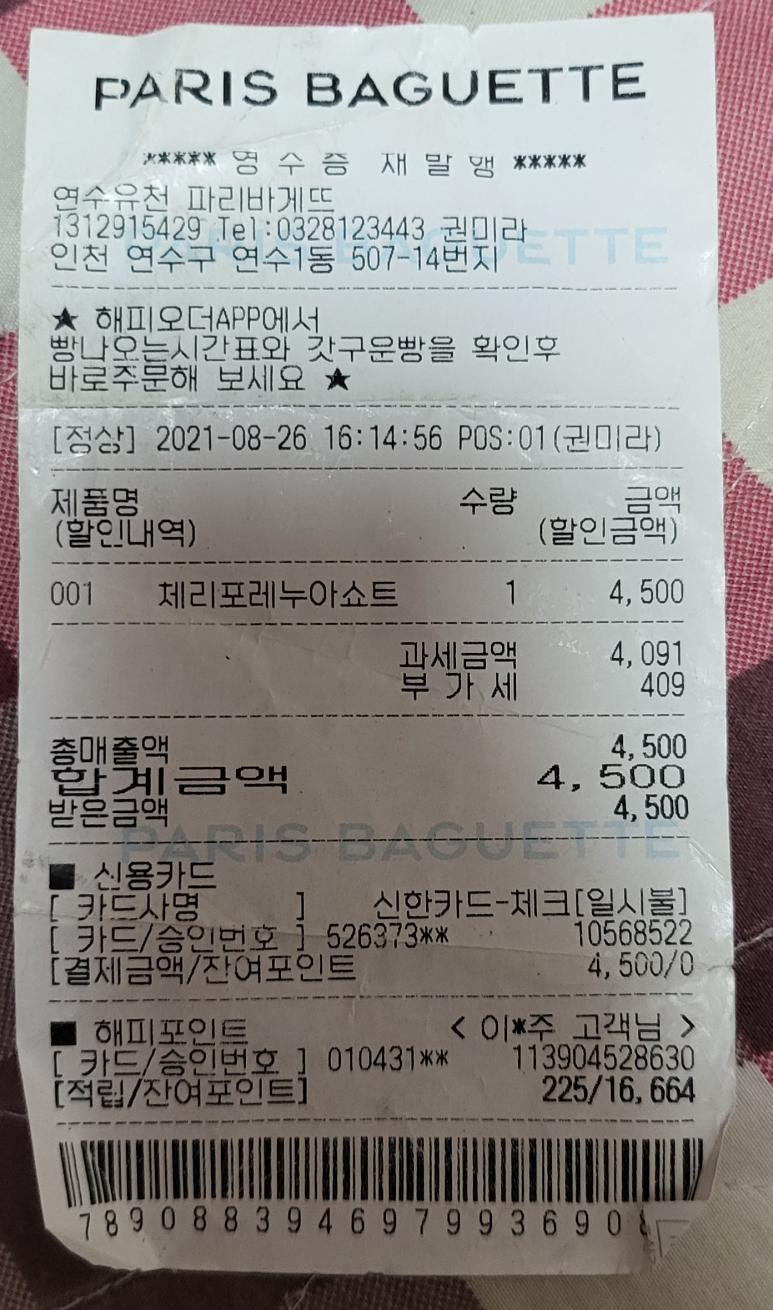 PARIS BAGUETTE
***** 영 수 증 재 발 행 *****
연수유천 파리바게뜨
1312915429 Tel:0328123443 권미라
인천 연수구 연수1동 507-14번지
PARIS BAGUETTE
★ 해피오더APP에서
빵나오는시간표와 갓구운빵을 확인후
바로주문해 보세요 ★
[정상] 2021-08-26 16:14:56 POS:01(권미라)
제품명 수량 금액
(할인내역) (할인금액)
001 체리포레누아쇼트 1 4,500
과세금액 4,091
부 가 세 409
총매출액 4,500
합계금액 4,500
받은금액 4,500
PARIS BAGUETTE
■ 신용카드
[ 카드사명 ] 신한카드-체크[일시불]
[ 카드/승인번호 ] 526373** 10568522
[결제금액/잔여포인트 4,500/0
■ 해피포인트 < 이*주 고객님 >
[ 카드/승인번호 ] 010431** 113904528630
[적립/잔여포인트] 225/16,664
789088394697993690